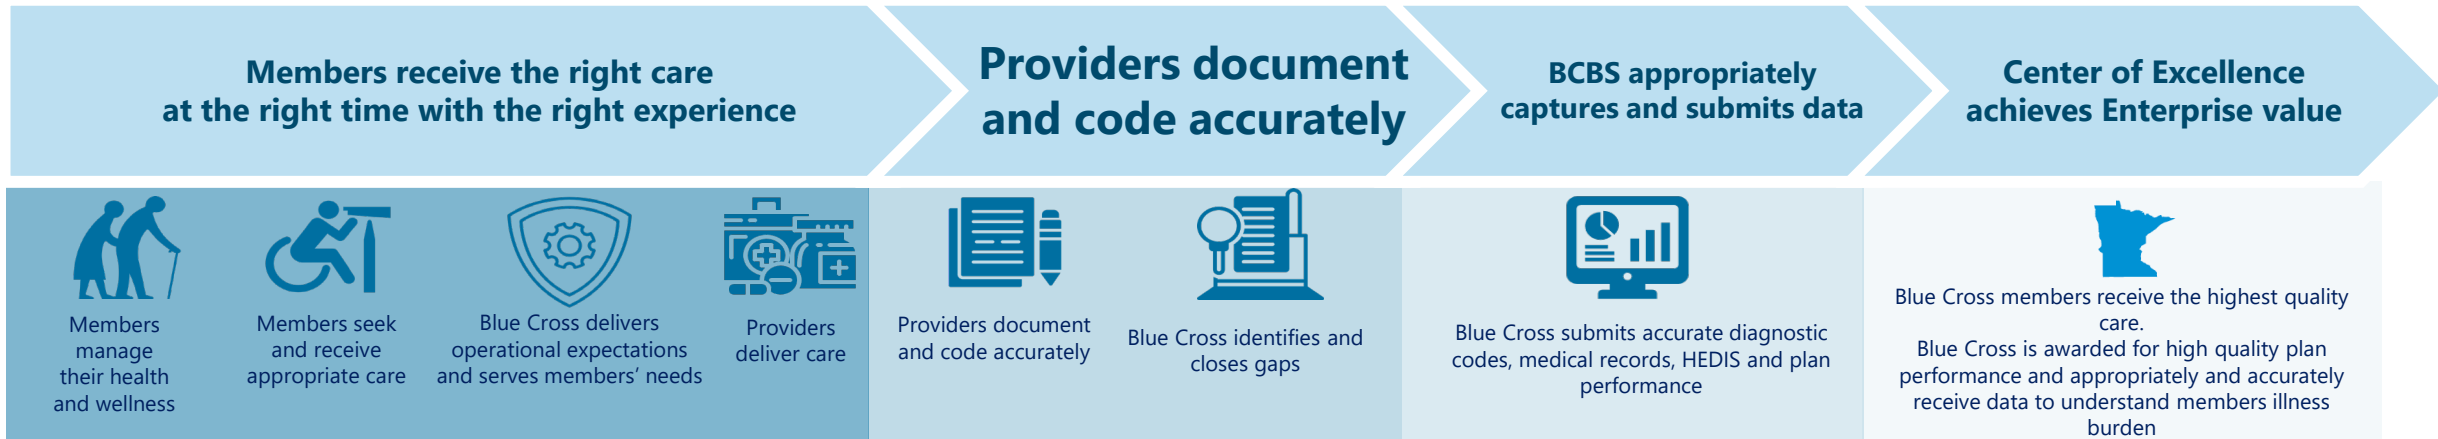 Members receive the right care
at the right time with the right experience
Providers document
and code accurately
BCBS appropriately
captures and submits data
Center of Excellence
achieves Enterprise value
Members
manage
their health
and wellness
Members seek
and receive
appropriate care
Blue Cross delivers
operational expectations
and serves members’ needs
Providers
deliver care
Providers document
and code accurately
Blue Cross identifies and
closes gaps
Blue Cross submits accurate diagnostic
codes, medical records, HEDIS and plan
performance
Blue Cross members receive the highest quality
care.
Blue Cross is awarded for high quality plan
performance and appropriately and accurately
receive data to understand members illness
burden